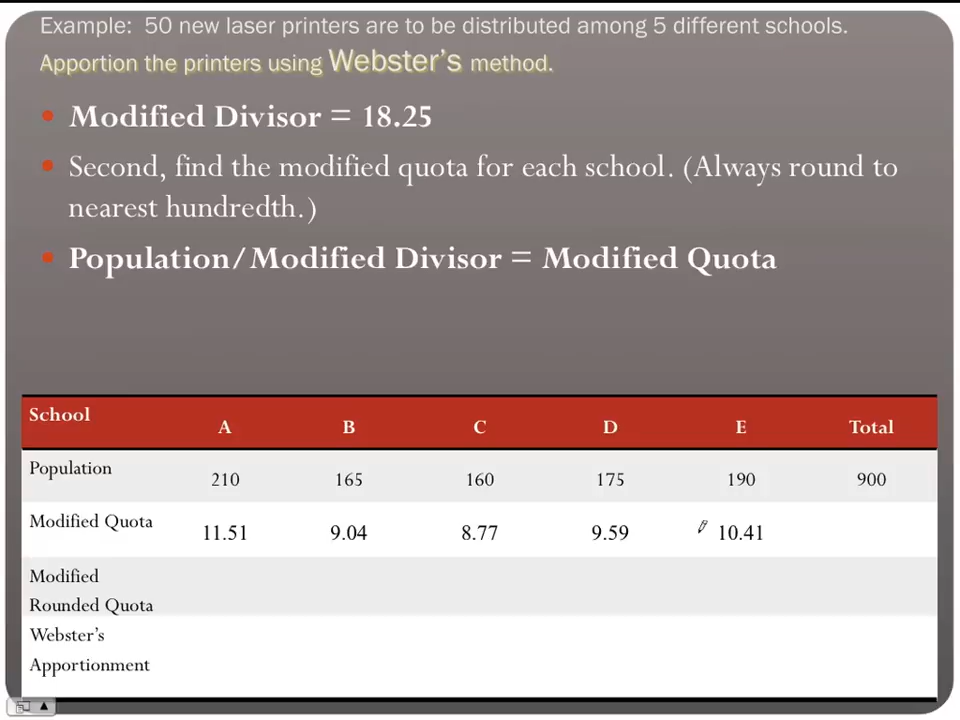 Example: 50 new laser printers are to be distributed among 5 different schools.
Apportion the printers using Webster's method.
Modified Divisor = 18.25
Second, find the modified quota for each school. (Always round to
nearest hundredth.)
Population/Modified Divisor = Modified Quota
School A B C D E Total
Population 210 165 160 175 190 900
Modified Quota 11.51 9.04 8.77 9.59 10.41
Modified
Rounded Quota
Webster's
Apportionment